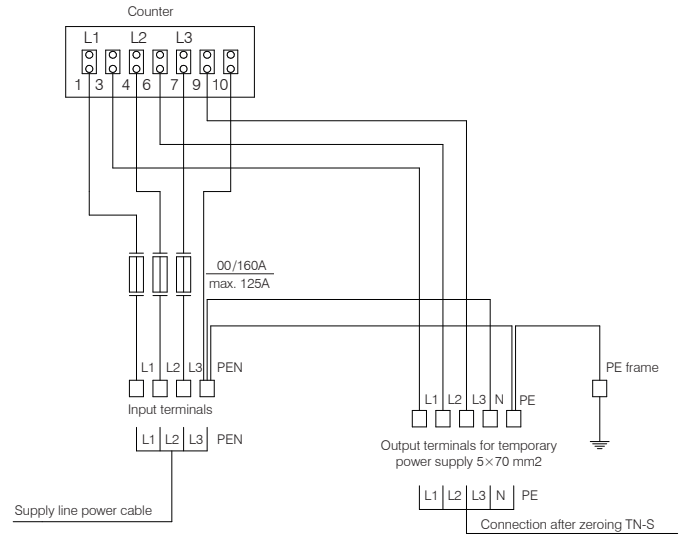 Counter
L1 L2 L3
1 3 4 6 7 9 10
00/160A
max. 125A
L1 L2 L3 PEN
PE frame
L1 L2 L3 N PE
Input terminals
L1 L2 L3 PEN
Output terminals for temporary
power supply 5×70 mm2
L1 L2 L3 N PE
Supply line power cable
Connection after zeroing TN-S